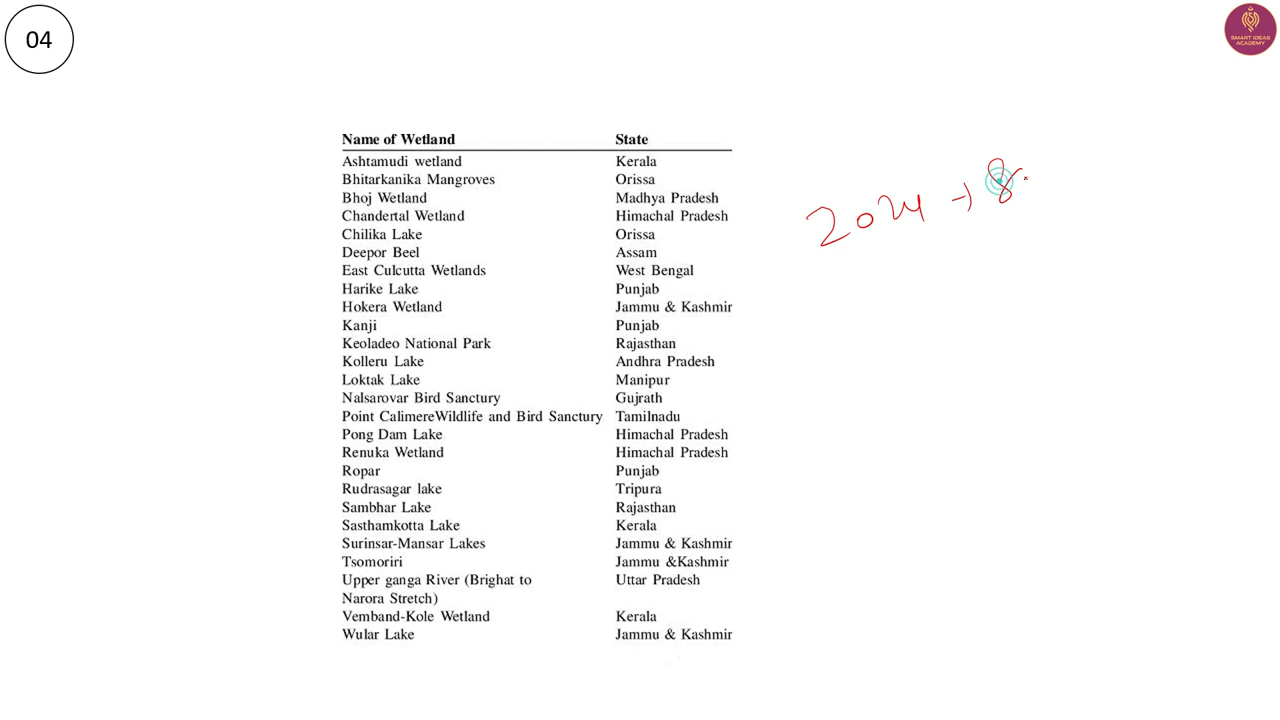 04
SMART IDEAS
ACADEMY
Name of Wetland State
Ashtamudi wetland Kerala
Bhitarkanika Mangroves Orissa
Bhoj Wetland Madhya Pradesh
Chandertal Wetland Himachal Pradesh
Chilika Lake Orissa
Deepor Beel Assam
East Culcutta Wetlands West Bengal
Harike Lake Punjab
Hokera Wetland Jammu & Kashmir
Kanji Punjab
Keoladeo National Park Rajasthan
Kolleru Lake Andhra Pradesh
Loktak Lake Manipur
Nalsarovar Bird Sanctury Gujrath
Point CalimereWildlife and Bird Sanctury Tamilnadu
Pong Dam Lake Himachal Pradesh
Renuka Wetland Himachal Pradesh
Ropar Punjab
Rudrasagar lake Tripura
Sambhar Lake Rajasthan
Sasthamkotta Lake Kerala
Surinsar-Mansar Lakes Jammu & Kashmir
Tsomoriri Jammu &Kashmir
Upper ganga River (Brighat to Uttar Pradesh
Narora Stretch)
Vemband-Kole Wetland Kerala
Wular Lake Jammu & Kashmir
2024 → 8